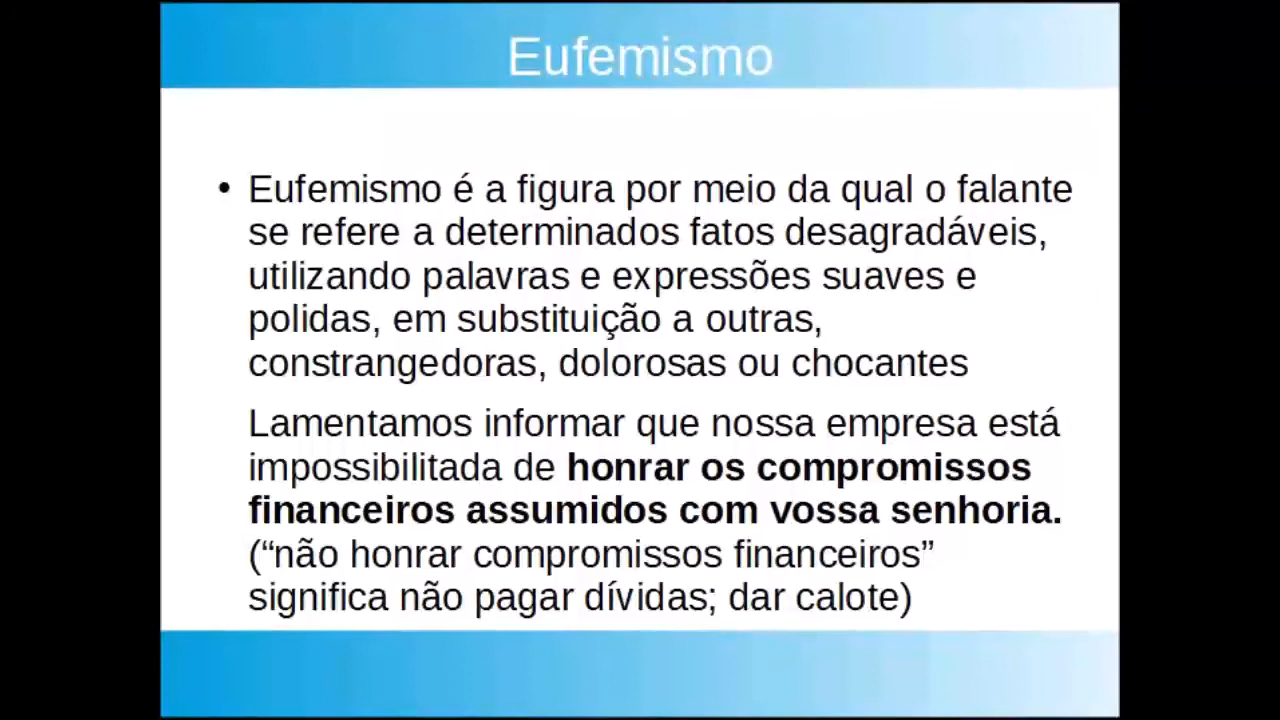 Eufemismo
• Eufemismo é a figura por meio da qual o falante
se refere a determinados fatos desagradáveis,
utilizando palavras e expressões suaves e
polidas, em substituição a outras,
constrangedoras, dolorosas ou chocantes
Lamentamos informar que nossa empresa está
impossibilitada de honrar os compromissos
financeiros assumidos com vossa senhoria.
(“não honrar compromissos financeiros”
significa não pagar dívidas; dar calote)